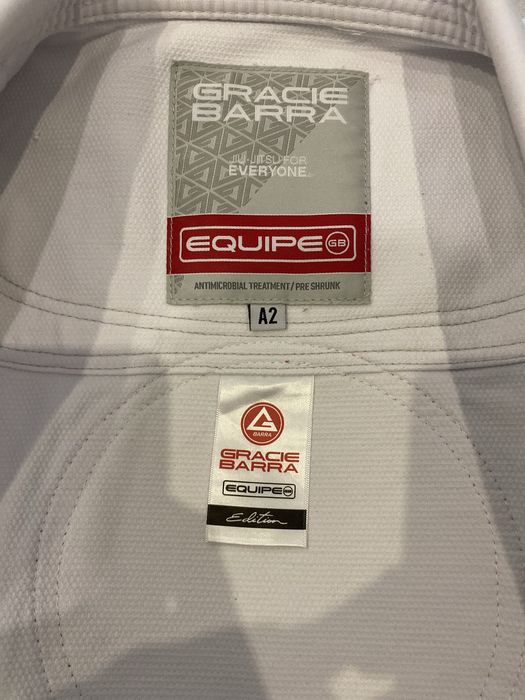 GRACIE
BARRA
JIU-JITSU FOR
EVERYONE
EQUIPE GB
ANTIMICROBIAL TREATMENT/PRE SHRUNK
A2
BARRA
GRACIE
BARRA
EQUIPE GB
Edition